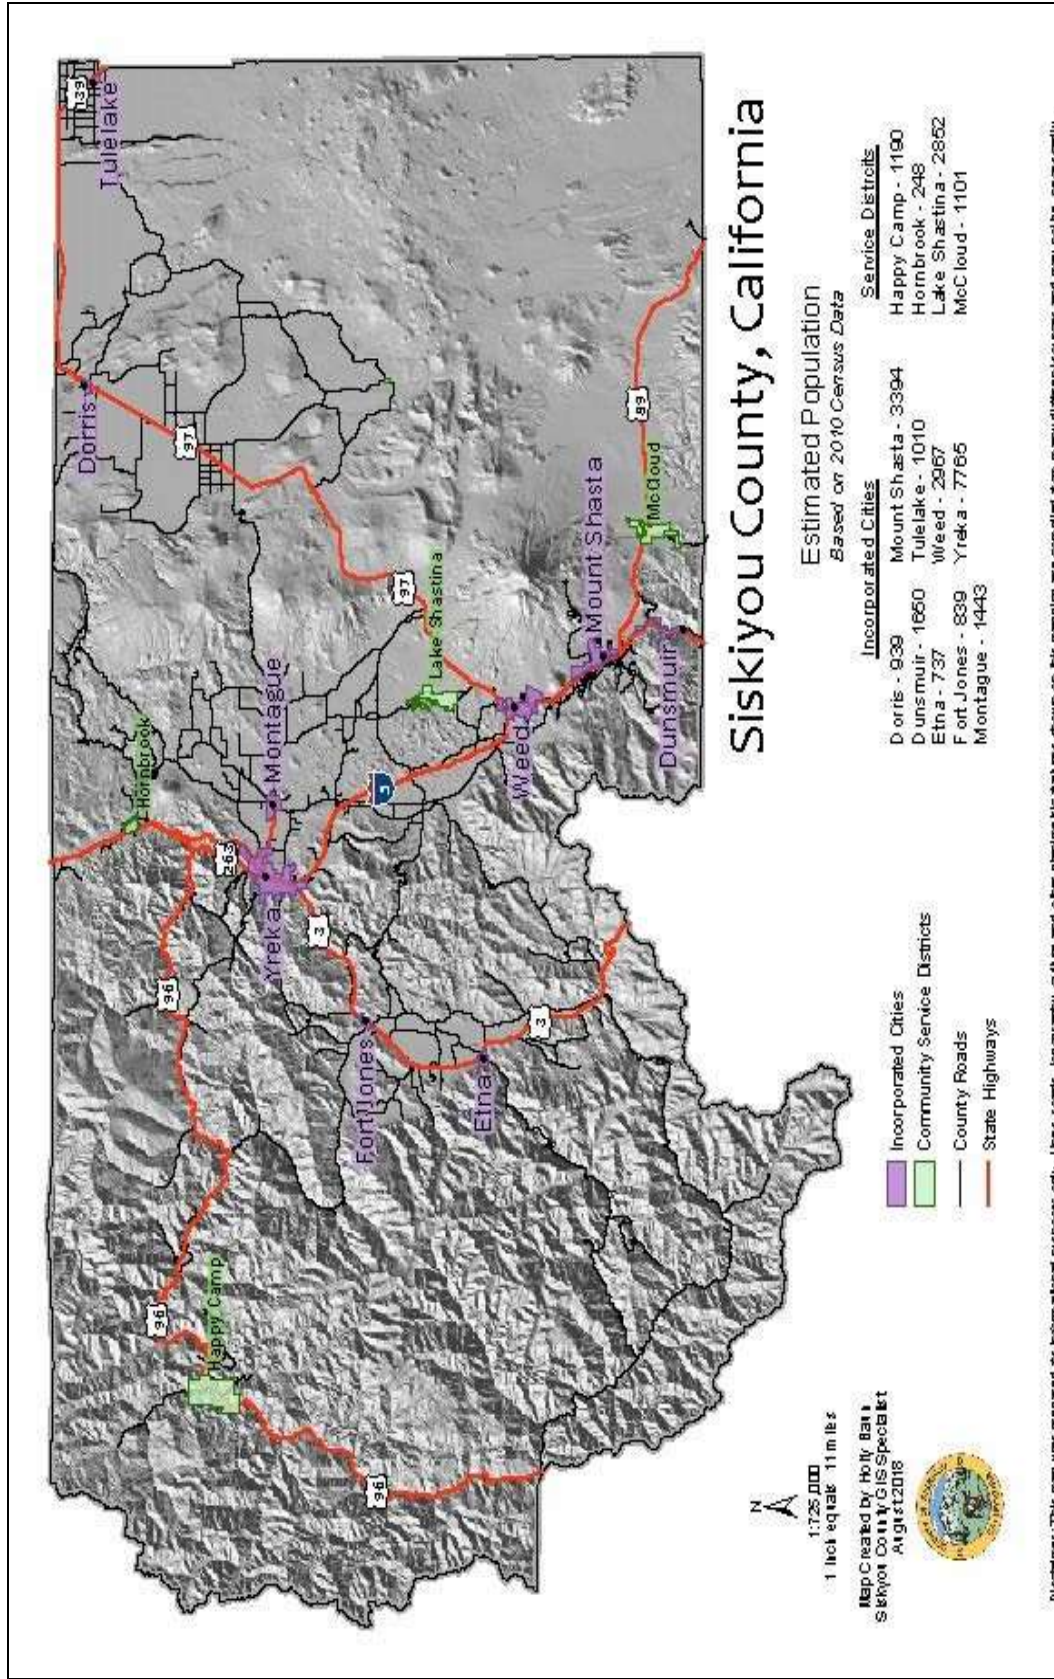 139
Tulelake
Dorris
97
Hornbrook
263
Montague
Yreka
96
96
Happy Camp
96
3
Fort Jones
Etna
3
5
97
Lake Shastina
Weed
Mount Shasta
McCloud
89
Dunsmuir
Siskiyou County, California
Estimated Population
Based on 2010 Census Data
Incorporated Cities
Dorris - 939
Dunsmuir - 1650
Etna - 737
Fort Jones - 839
Montague - 1443
Mount Shasta - 3394
Tulelake - 1010
Weed - 2967
Yreka - 7765
Service Districts
Happy Camp - 1190
Hornbrook - 248
Lake Shastina - 2852
McCloud - 1101
Incorporated Cities
Community Service Districts
County Roads
State Highways
N
1:725,000
1 inch equals 11 miles
Map Created by Holly
Siskiyou County GIS Specialist
August 2018